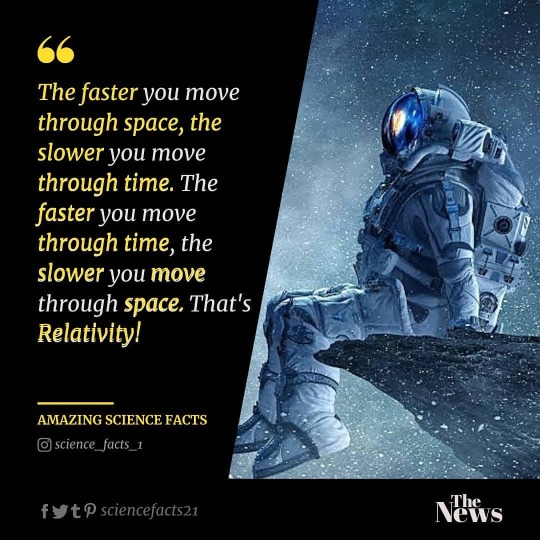 The faster you move
through space, the
slower you move
through time. The
faster you move
through time, the
slower you move
through space. That's
Relativity!
AMAZING SCIENCE FACTS
science_facts_1
sciencefacts21
The
News